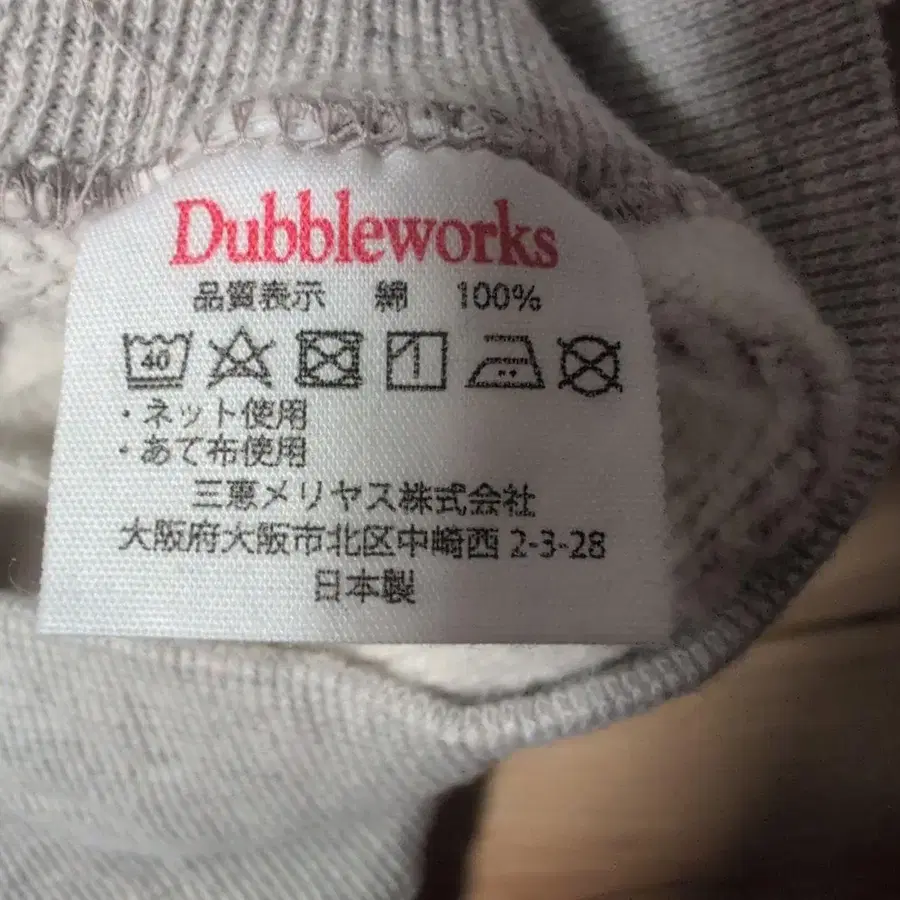 Dubbleworks
品質表示 綿 100%
40
・ネット使用
・あて布使用
三恵メリヤス株式会社
大阪府大阪市北区中崎西 2-3-28
日本製